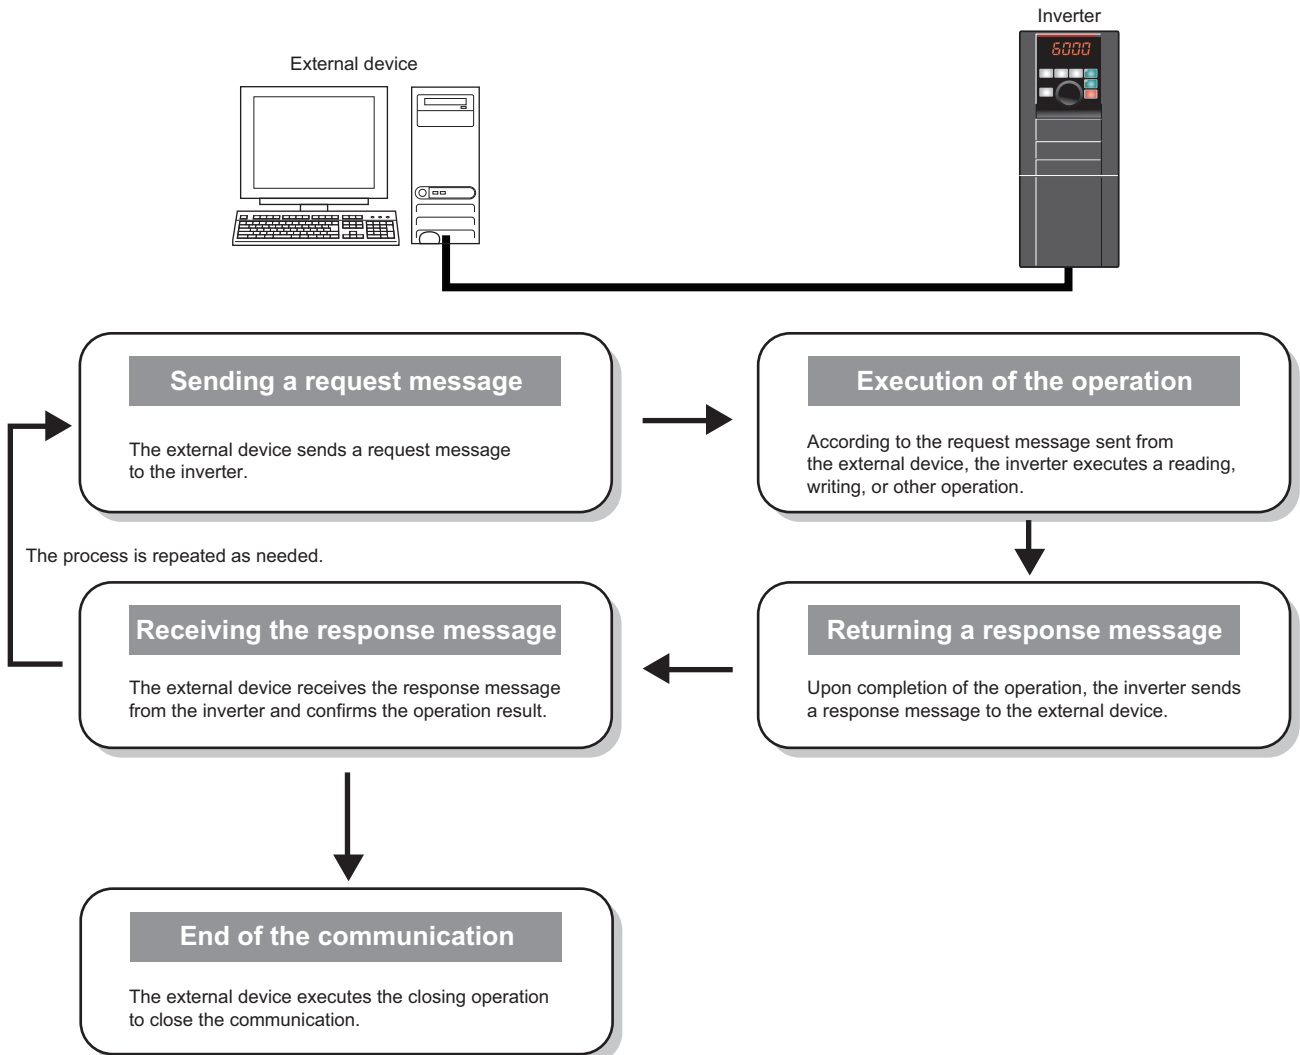 Inverter
6000
External device
Sending a request message
The external device sends a request message
to the inverter.
Execution of the operation
According to the request message sent from
the external device, the inverter executes a reading,
writing, or other operation.
The process is repeated as needed.
Receiving the response message
The external device receives the response message
from the inverter and confirms the operation result.
Returning a response message
Upon completion of the operation, the inverter sends
a response message to the external device.
End of the communication
The external device executes the closing operation
to close the communication.